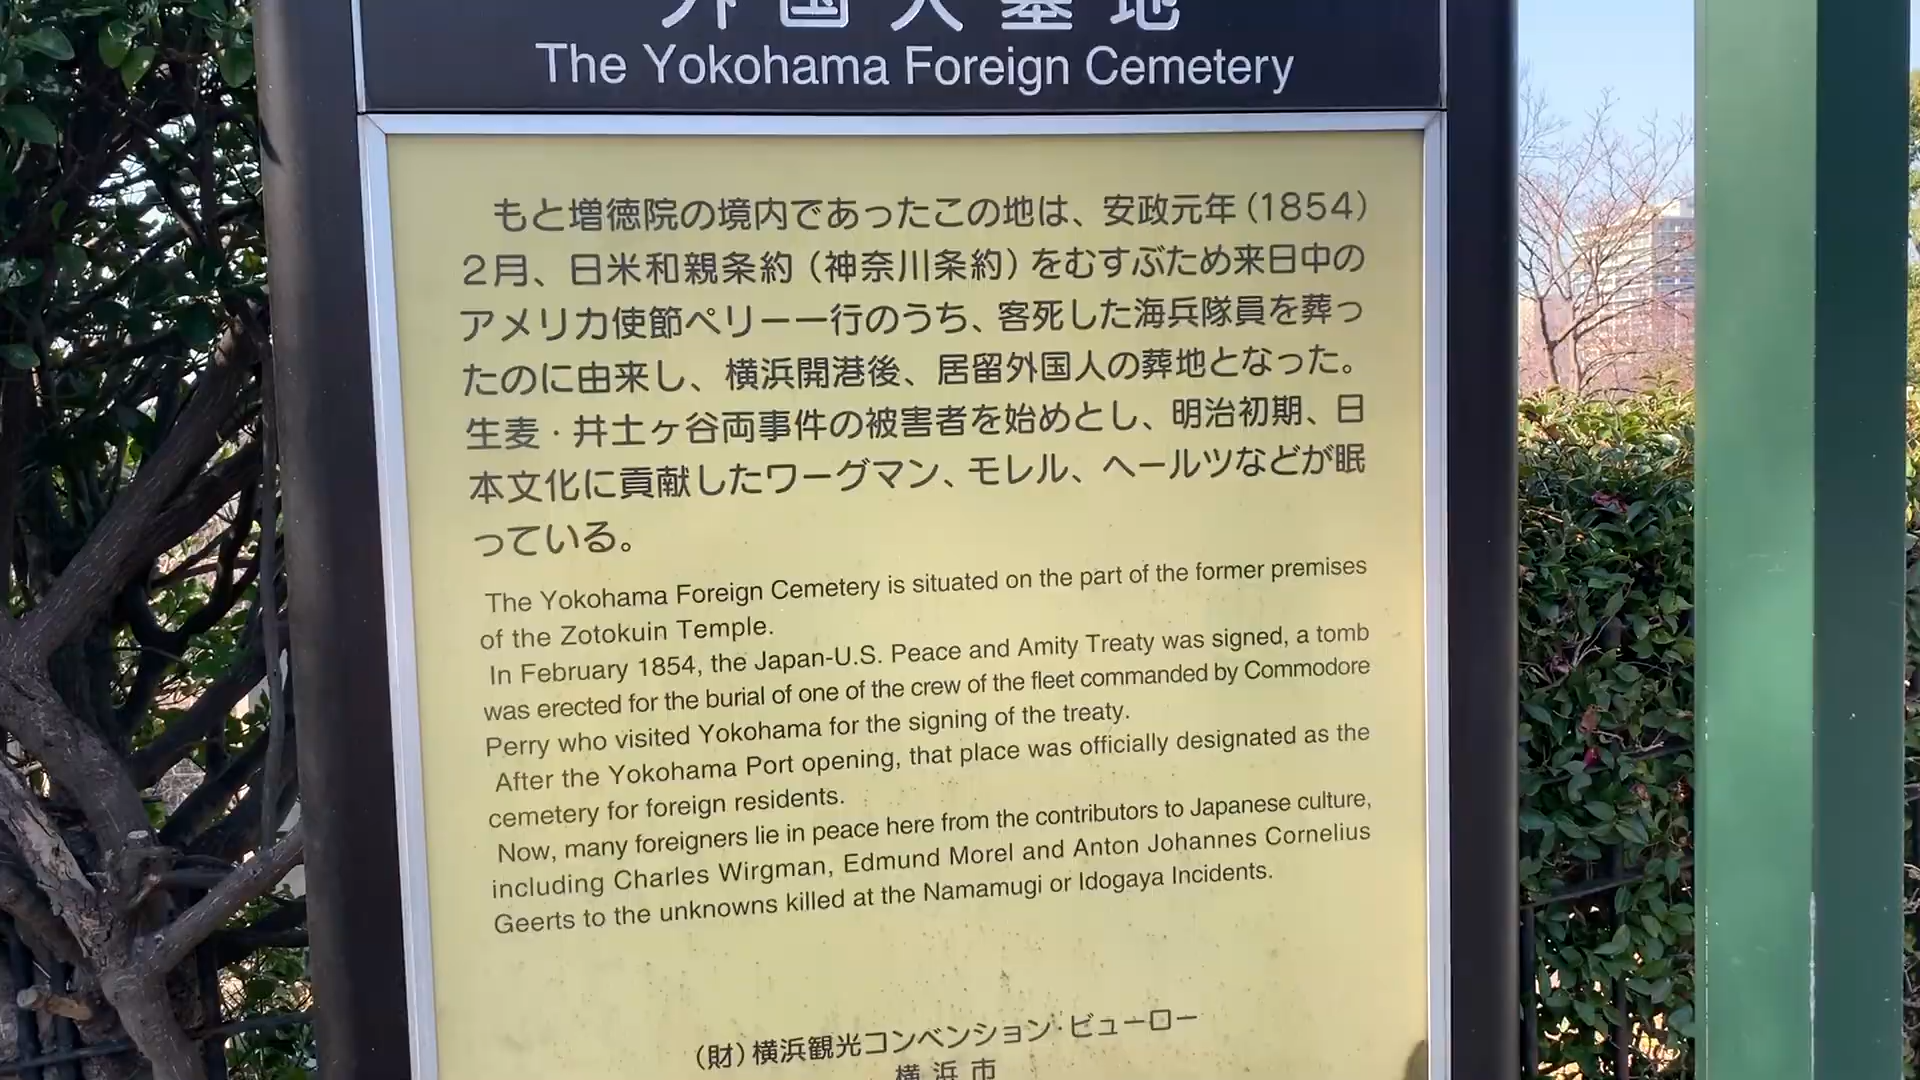 外国人墓地
The Yokohama Foreign Cemetery
もと増徳院の境内であったこの地は、安政元年(1854)
2月、日米和親条約(神奈川条約)をむすぶため来日中の
アメリカ使節ペリー一行のうち、客死した海兵隊員を葬っ
たのに由来し、横浜開港後、居留外国人の葬地となった。
生麦・井土ヶ谷両事件の被害者を始めとし、明治初期、日
本文化に貢献したワーグマン、モレル、ヘールツなどが眠
っている。
The Yokohama Foreign Cemetery is situated on the part of the former premises
of the Zotokuin Temple.
In February 1854, the Japan-U.S. Peace and Amity Treaty was signed, a tomb
was erected for the burial of one of the crew of the fleet commanded by Commodore
Perry who visited Yokohama for the signing of the treaty.
After the Yokohama Port opening, that place was officially designated as the
cemetery for foreign residents.
Now, many foreigners lie in peace here from the contributors to Japanese culture,
including Charles Wirgman, Edmund Morel and Anton Johannes Cornelius
Geerts to the unknowns killed at the Namamugi or Idogaya Incidents.
(財)横浜観光コンベンション・ビューロー
横浜市